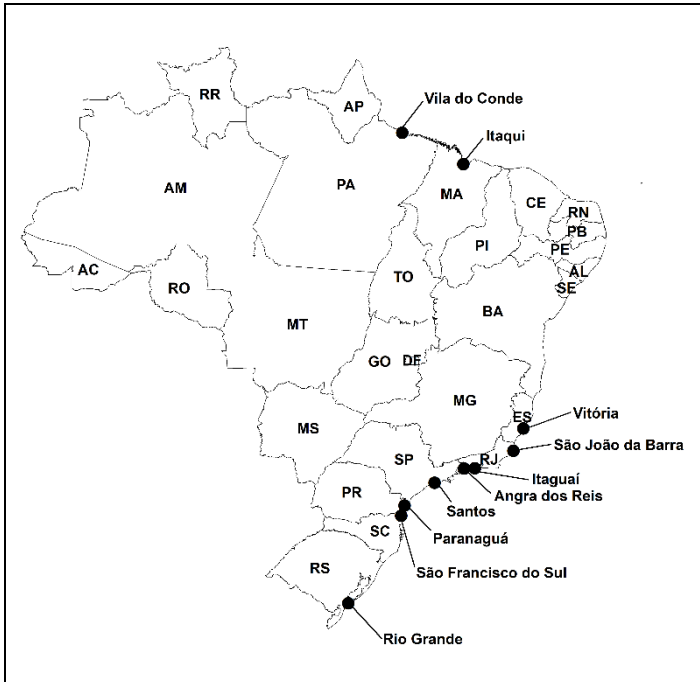 RR
AP
Vila do Conde
Itaqui
AM
PA
MA
CE
RN
PB
PI
PE
AL
SE
AC
RO
TO
BA
MT
GO
DF
MG
ES
Vitória
MS
São João da Barra
SP
RJ
Itaguaí
Angra dos Reis
PR
Santos
SC
Paranaguá
São Francisco do Sul
RS
Rio Grande